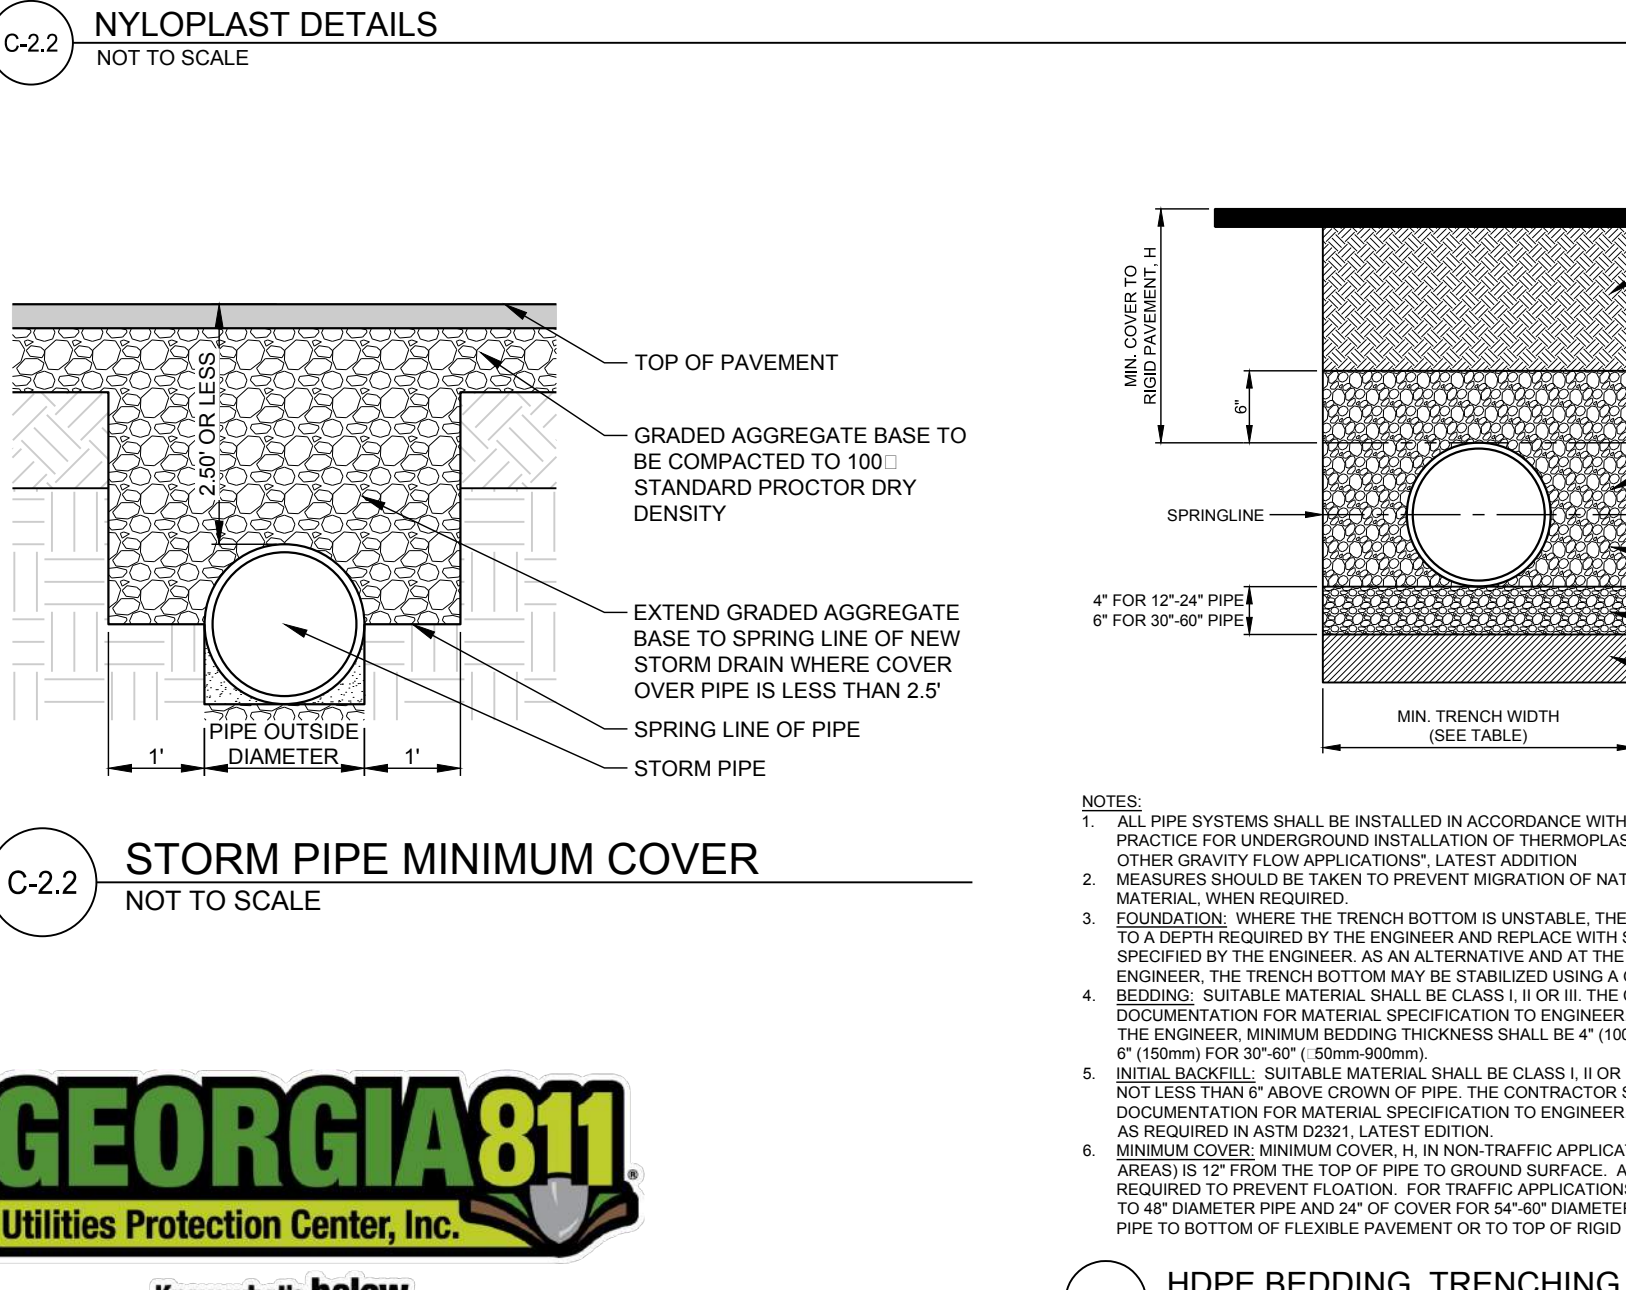 C-2.2
NYLOPLAST DETAILS
NOT TO SCALE
2.50' OR LESS
TOP OF PAVEMENT
GRADED AGGREGATE BASE TO
BE COMPACTED TO 100□
STANDARD PROCTOR DRY
DENSITY
EXTEND GRADED AGGREGATE
BASE TO SPRING LINE OF NEW
STORM DRAIN WHERE COVER
OVER PIPE IS LESS THAN 2.5'
SPRING LINE OF PIPE
STORM PIPE
1'
PIPE OUTSIDE
DIAMETER
1'
C-2.2
STORM PIPE MINIMUM COVER
NOT TO SCALE
GEORGIA811
®
Utilities Protection Center, Inc.
below
MIN. COVER TO
RIGID PAVEMENT, H
6"
SPRINGLINE
4" FOR 12"-24" PIPE
6" FOR 30"-60" PIPE
MIN. TRENCH WIDTH
(SEE TABLE)
NOTES:
1. ALL PIPE SYSTEMS SHALL BE INSTALLED IN ACCORDANCE WITH
PRACTICE FOR UNDERGROUND INSTALLATION OF THERMOPLAS
OTHER GRAVITY FLOW APPLICATIONS", LATEST ADDITION
2. MEASURES SHOULD BE TAKEN TO PREVENT MIGRATION OF NAT
MATERIAL, WHEN REQUIRED.
3. FOUNDATION: WHERE THE TRENCH BOTTOM IS UNSTABLE, THE
TO A DEPTH REQUIRED BY THE ENGINEER AND REPLACE WITH S
SPECIFIED BY THE ENGINEER. AS AN ALTERNATIVE AND AT THE
ENGINEER, THE TRENCH BOTTOM MAY BE STABILIZED USING A
4. BEDDING: SUITABLE MATERIAL SHALL BE CLASS I, II OR III. THE
DOCUMENTATION FOR MATERIAL SPECIFICATION TO ENGINEER.
THE ENGINEER, MINIMUM BEDDING THICKNESS SHALL BE 4" (100
6" (150mm) FOR 30"-60" (□50mm-900mm).
5. INITIAL BACKFILL: SUITABLE MATERIAL SHALL BE CLASS I, II OR
NOT LESS THAN 6" ABOVE CROWN OF PIPE. THE CONTRACTOR S
DOCUMENTATION FOR MATERIAL SPECIFICATION TO ENGINEER.
AS REQUIRED IN ASTM D2321, LATEST EDITION.
6. MINIMUM COVER: MINIMUM COVER, H, IN NON-TRAFFIC APPLICA
AREAS) IS 12" FROM THE TOP OF PIPE TO GROUND SURFACE. A
REQUIRED TO PREVENT FLOATION. FOR TRAFFIC APPLICATIONS
TO 48" DIAMETER PIPE AND 24" OF COVER FOR 54"-60" DIAMETER
PIPE TO BOTTOM OF FLEXIBLE PAVEMENT OR TO TOP OF RIGID
HDPE BEDDING, TRENCHING